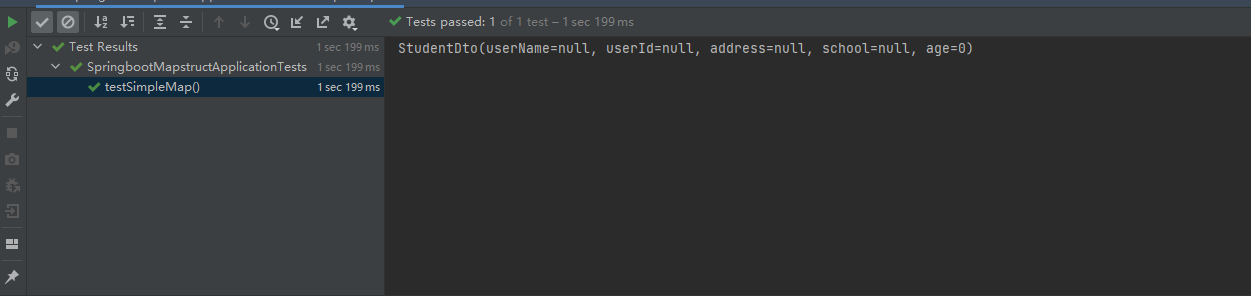 Tests passed: 1 of 1 test – 1 sec 199 ms
Test Results 1 sec 199 ms
SpringbootMapstructApplicationTests 1 sec 199 ms
testSimpleMap() 1 sec 199 ms
StudentDto(userName=null, userId=null, address=null, school=null, age=0)